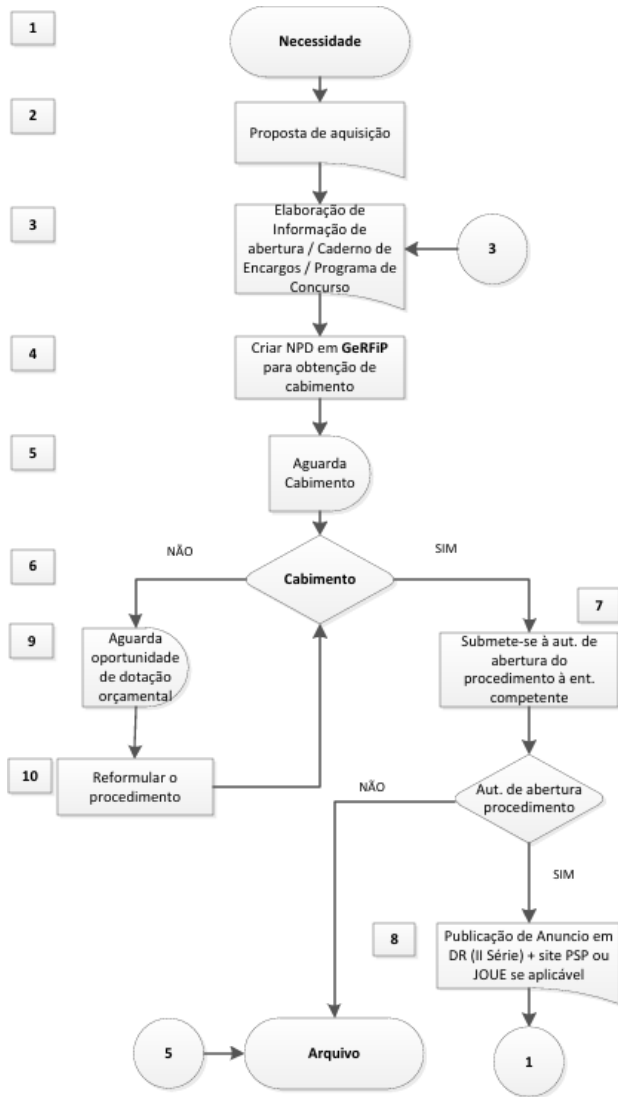 1
Necessidade
2
Proposta de aquisição
3
Elaboração de
Informação de
abertura / Caderno de
Encargos / Programa de
Concurso
3
4
Criar NPD em GeRFiP
para obtenção de
cabimento
5
Aguarda
Cabimento
NÃO
SIM
6
Cabimento
7
9
Aguarda
oportunidade
de dotação
orçamental
Submete-se à aut. de
abertura do
procedimento à ent.
competente
10
Reformular o
procedimento
NÃO
Aut. de abertura
procedimento
SIM
8
Publicação de Anuncio em
DR (II Série) + site PSP ou
JOUE se aplicável
5
Arquivo
1